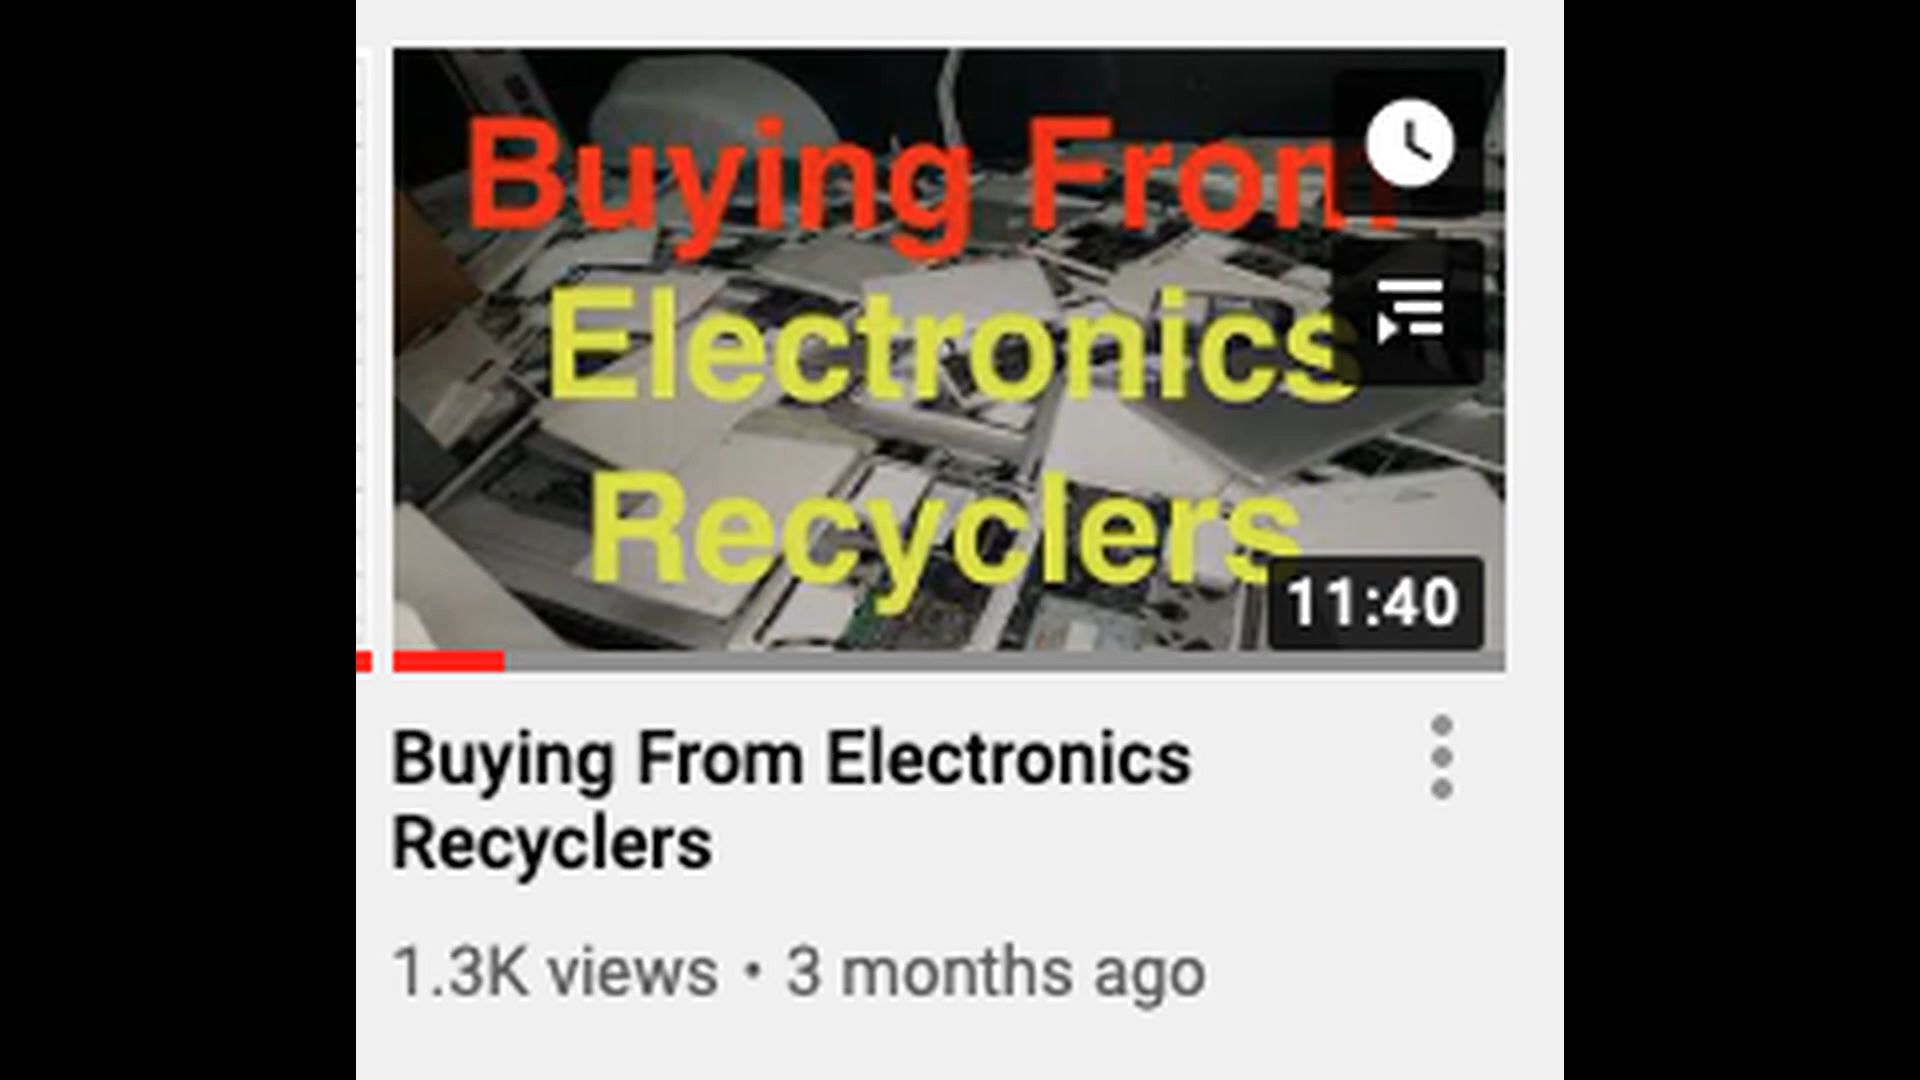 Buying From
Electronics
Recyclers
11:40
Buying From Electronics
Recyclers
1.3K views • 3 months ago